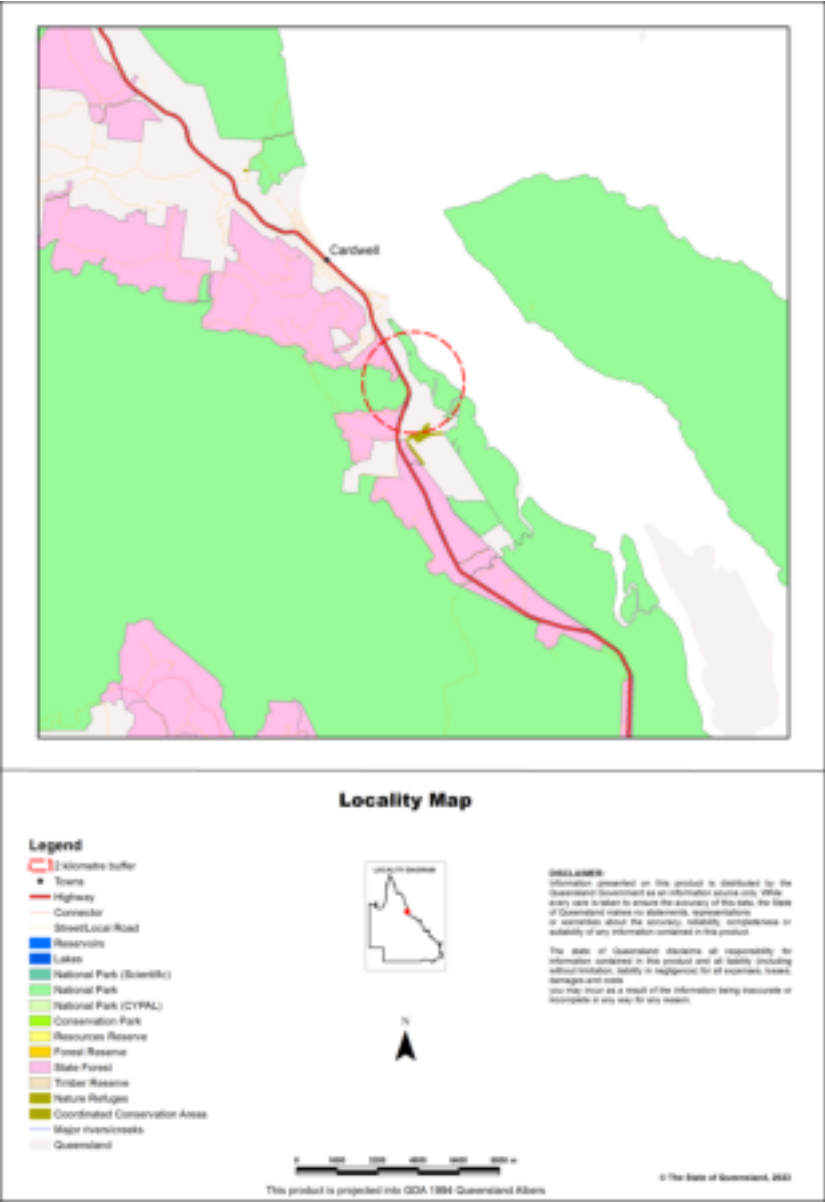 Cardwell
Locality Map
Legend
2 kilometre buffer
Towns
Highway
Connector
Street/Local Road
Reservoirs
Lakes
National Park (Scientific)
National Park
National Park (CYPAL)
Conservation Park
Resources Reserve
Forest Reserve
State Forest
Timber Reserve
Nature Refuges
Coordinated Conservation Areas
Major rivers/creeks
Queensland
LOCALITY DIAGRAM
N
DISCLAIMER:
Information presented on this product is distributed by the
Queensland Government as an information source only. While
every care is taken to ensure the accuracy of this data, the State
of Queensland makes no statements, representations
or warranties about the accuracy, reliability, completeness or
suitability of any information contained in this product.
The state of Queensland disclaims all responsibility for
information contained in this product and all liability (including
without limitation, liability in negligence) for all expenses, losses,
damages and costs
you may incur as a result of the information being inaccurate or
incomplete in any way for any reason.
This product is projected into GDA 1994 Queensland Albers
© The State of Queensland, 2023